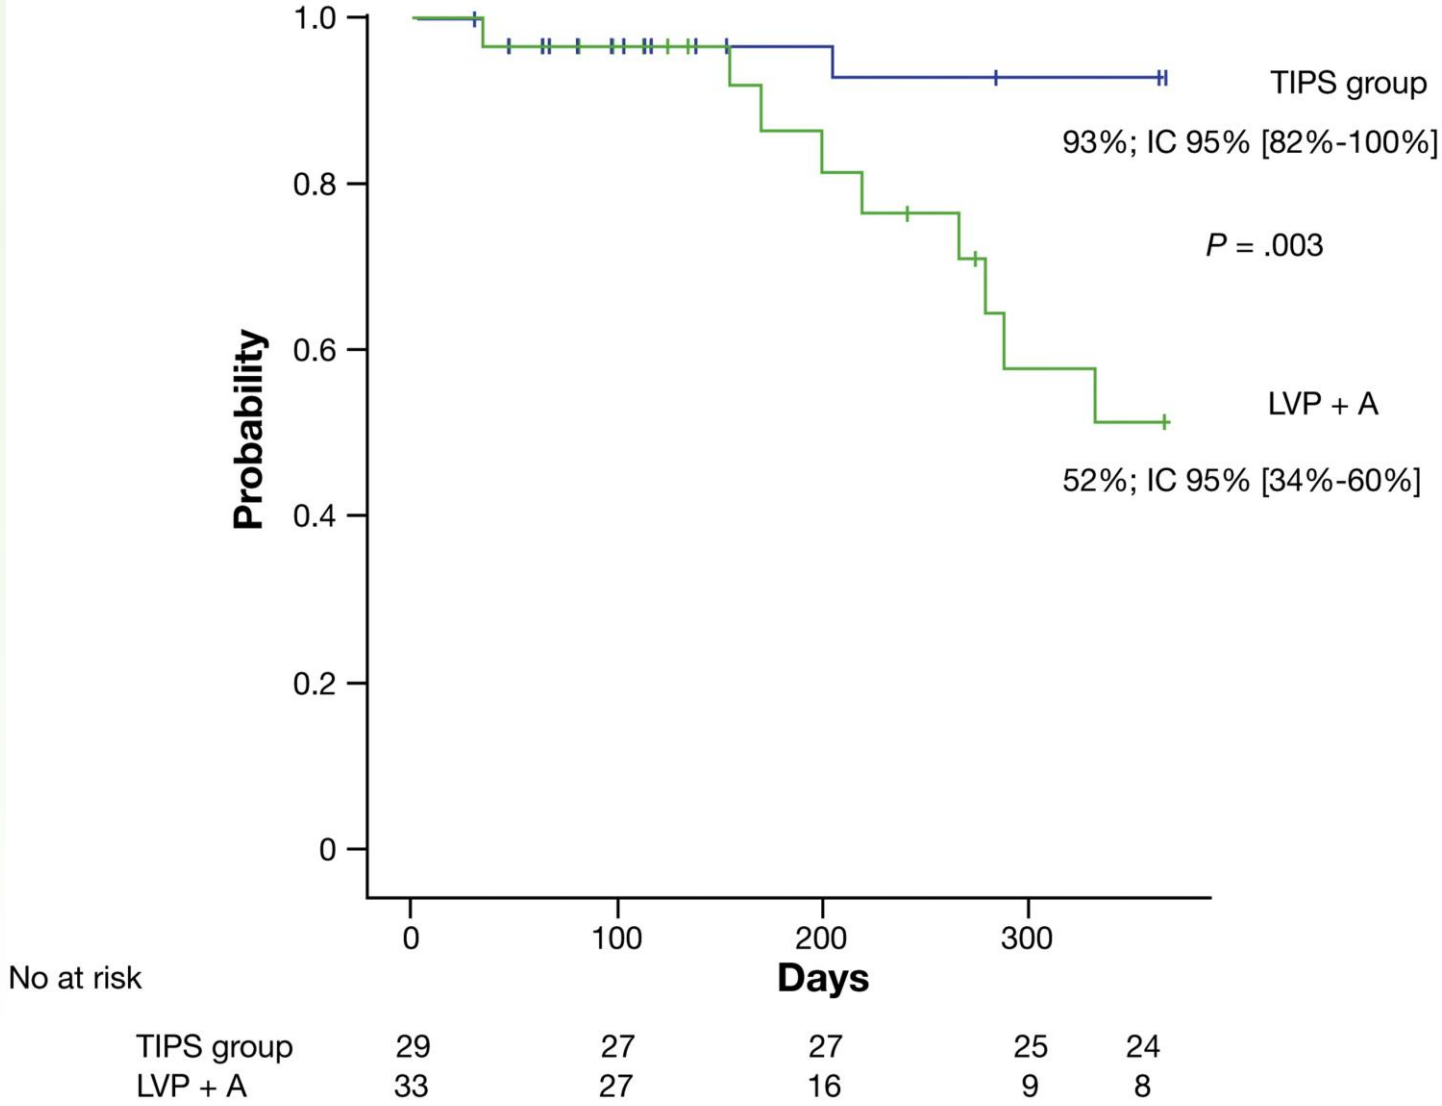 1.0
TIPS group
93%; IC 95% [82%-100%]
0.8
P = .003
0.6
Probability
LVP + A
52%; IC 95% [34%-60%]
0.4
0.2
0
0 100 200 300
Days
No at risk
TIPS group 29 27 27 25 24
LVP + A 33 27 16 9 8